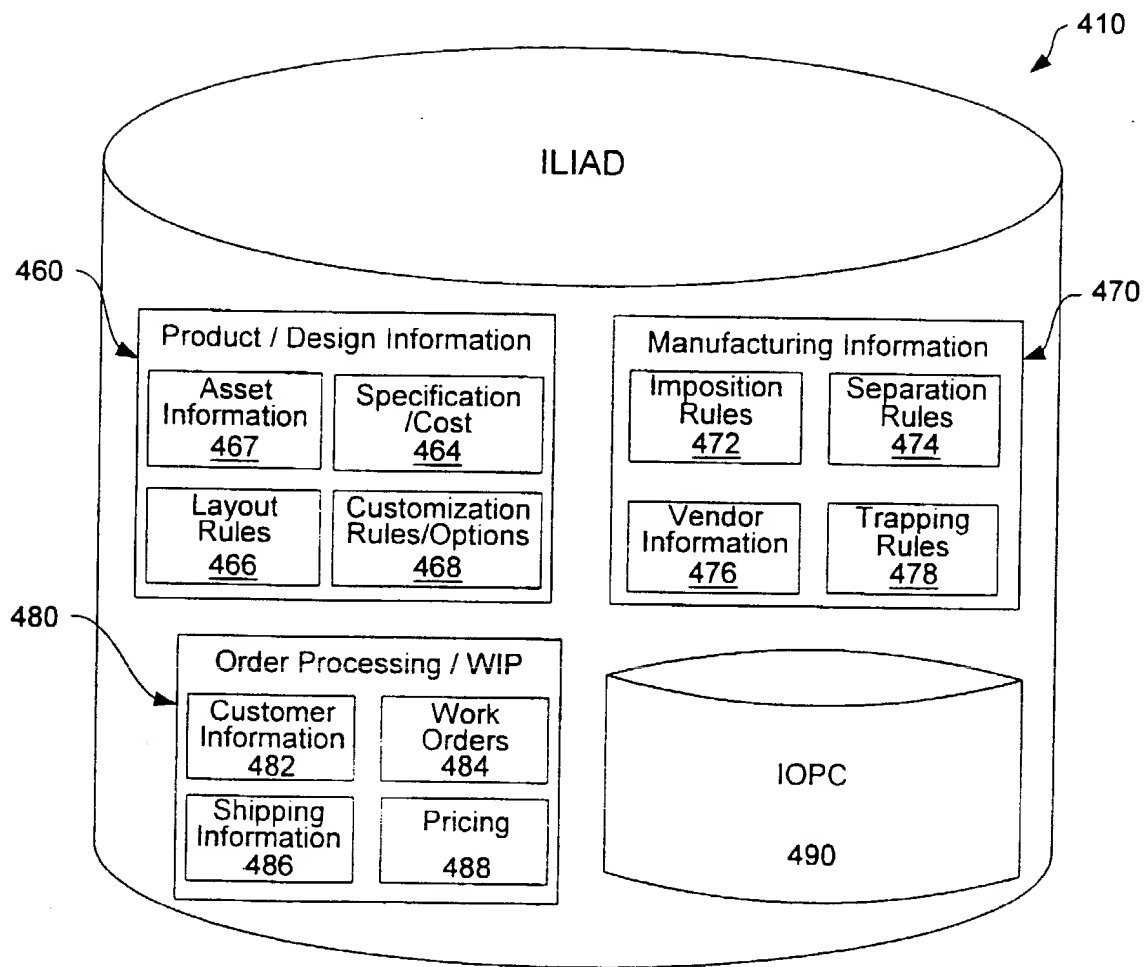 410
ILIAD
460
470
Product / Design Information
Asset
Information
467
Specification
/Cost
464
Layout
Rules
466
Customization
Rules/Options
468
Manufacturing Information
Imposition
Rules
472
Separation
Rules
474
Vendor
Information
476
Trapping
Rules
478
480
Order Processing / WIP
Customer
Information
482
Work
Orders
484
Shipping
Information
486
Pricing
488
IOPC
490